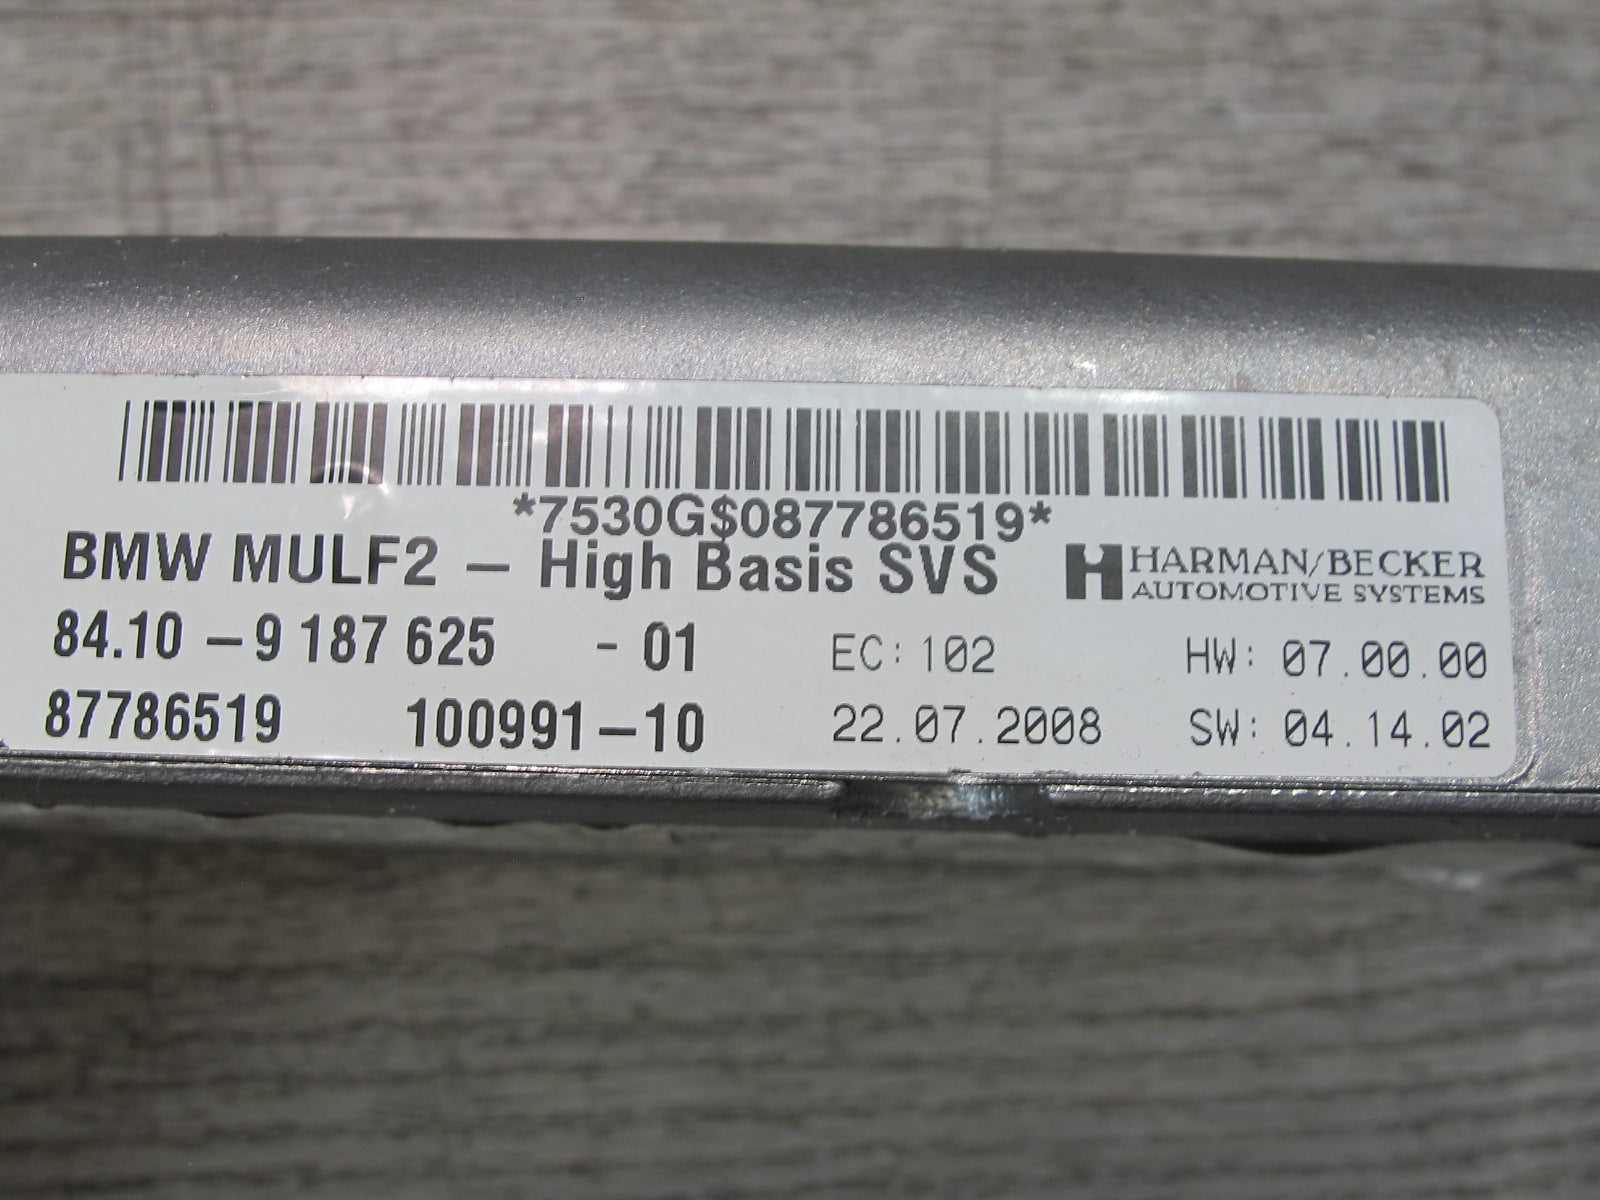 *7530G$087786519*
BMW MULF2 – High Basis SVS
HARMAN/BECKER
AUTOMOTIVE SYSTEMS
84.10 –9 187 625 - 01 EC: 102 HW: 07.00.00
87786519 100991–10 22.07.2008 SW: 04.14.02